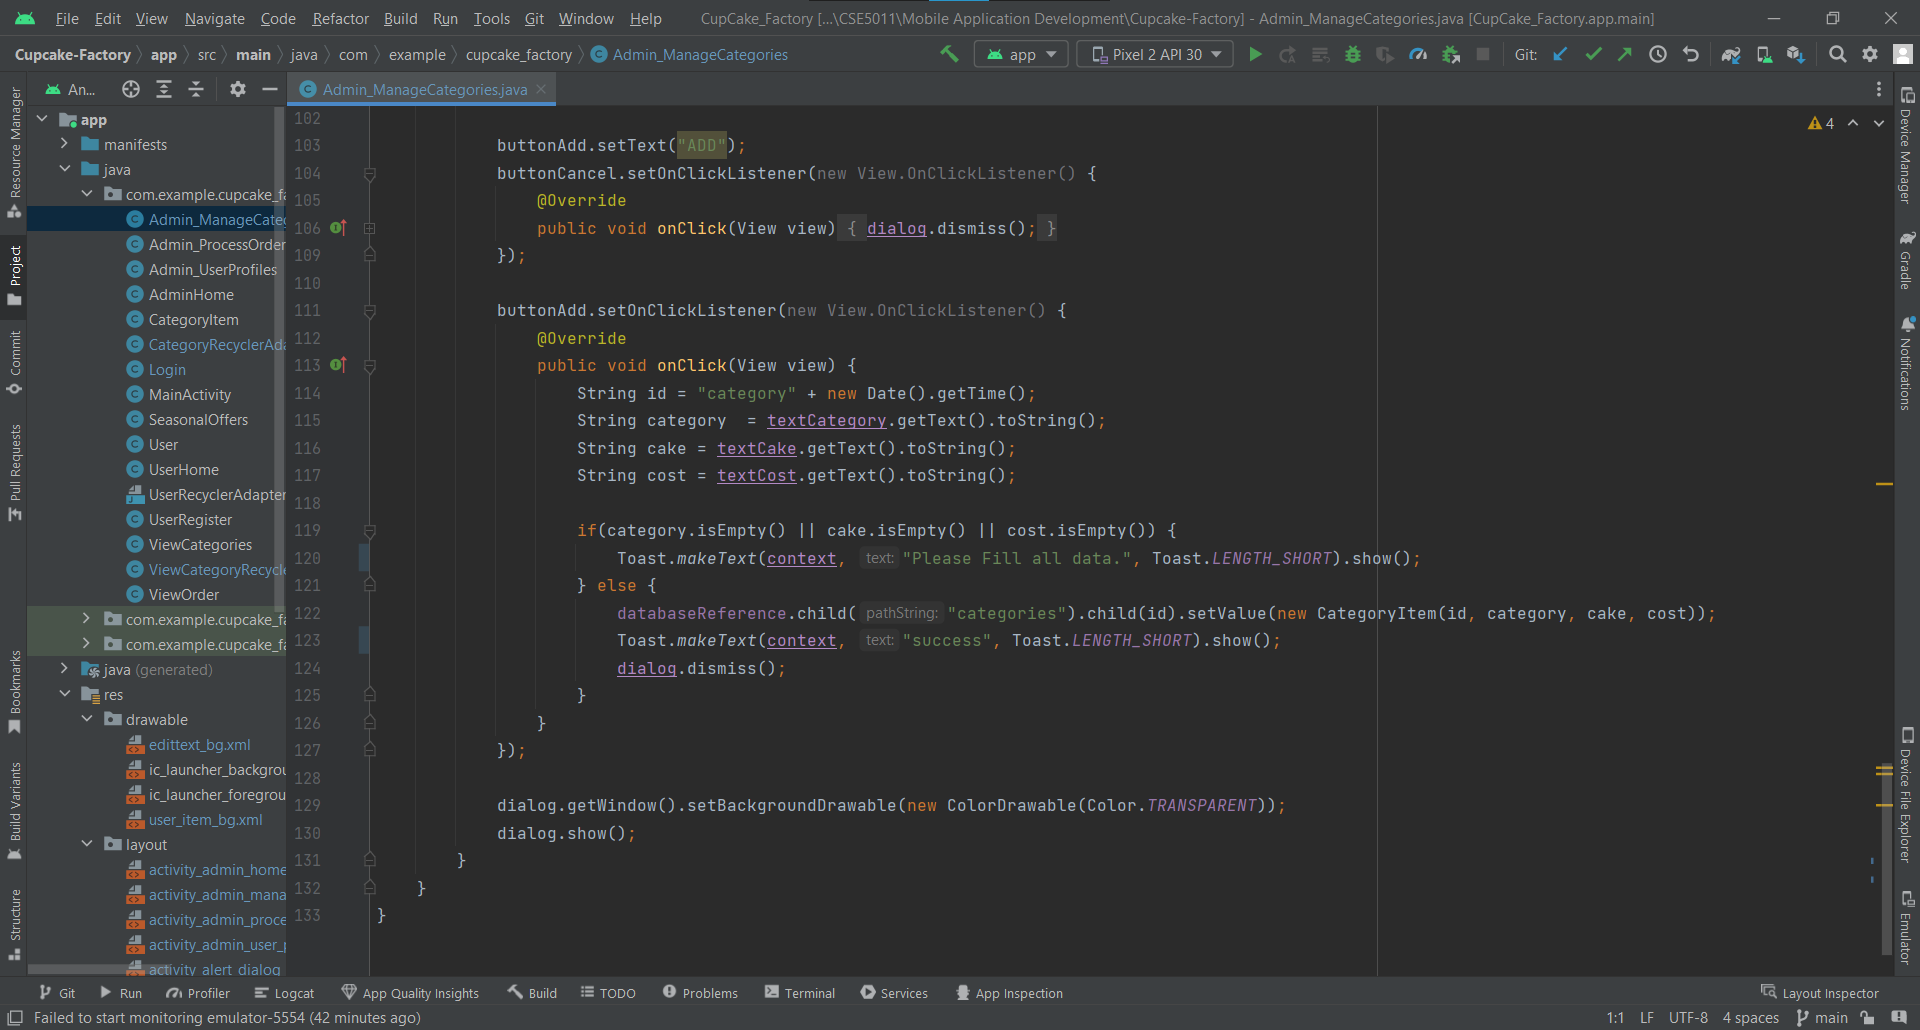 File Edit View Navigate Code Refactor Build Run Tools Git Window Help CupCake_Factory [...\CSE5011\Mobile Application Development\Cupcake-Factory] - Admin_ManageCategories.java [CupCake_Factory.app.main]
Cupcake-Factory app src main java com example cupcake_factory Admin_ManageCategories app Pixel 2 API 30 Git:
An... Admin_ManageCategories.java
Resource Manager
Project
Commit
Pull Requests
Bookmarks
Build Variants
Structure
app
manifests
java
com.example.cupcake_fa
Admin_ManageCateg
Admin_ProcessOrder
Admin_UserProfiles
AdminHome
CategoryItem
CategoryRecyclerAda
Login
MainActivity
SeasonalOffers
User
UserHome
UserRecyclerAdapter
UserRegister
ViewCategories
ViewCategoryRecycle
ViewOrder
com.example.cupcake_fa
com.example.cupcake_fa
java (generated)
res
drawable
edittext_bg.xml
ic_launcher_backgrou
ic_launcher_foregrou
user_item_bg.xml
layout
activity_admin_home
activity_admin_mana
activity_admin_proce
activity_admin_user_p
activity_alert_dialog
4
102
103 buttonAdd.setText("ADD");
104 buttonCancel.setOnClickListener(new View.OnClickListener() {
105 @Override
106 public void onClick(View view) { dialog.dismiss(); }
109 });
110
111 buttonAdd.setOnClickListener(new View.OnClickListener() {
112 @Override
113 public void onClick(View view) {
114 String id = "category" + new Date().getTime();
115 String category  = textCategory.getText().toString();
116 String cake = textCake.getText().toString();
117 String cost = textCost.getText().toString();
118
119 if(category.isEmpty() || cake.isEmpty() || cost.isEmpty()) {
120 Toast.makeText(context, text: "Please Fill all data.", Toast.LENGTH_SHORT).show();
121 } else {
122 databaseReference.child( pathString: "categories").child(id).setValue(new CategoryItem(id, category, cake, cost));
123 Toast.makeText(context, text: "success", Toast.LENGTH_SHORT).show();
124 dialog.dismiss();
125 }
126 }
127 });
128
129 dialog.getWindow().setBackgroundDrawable(new ColorDrawable(Color.TRANSPARENT));
130 dialog.show();
131 }
132 }
133 }
Device Manager
Gradle
Notifications
Device File Explorer
Emulator
Git Run Profiler Logcat App Quality Insights Build TODO Problems Terminal Services App Inspection Layout Inspector
Failed to start monitoring emulator-5554 (42 minutes ago) 1:1 LF UTF-8 4 spaces main